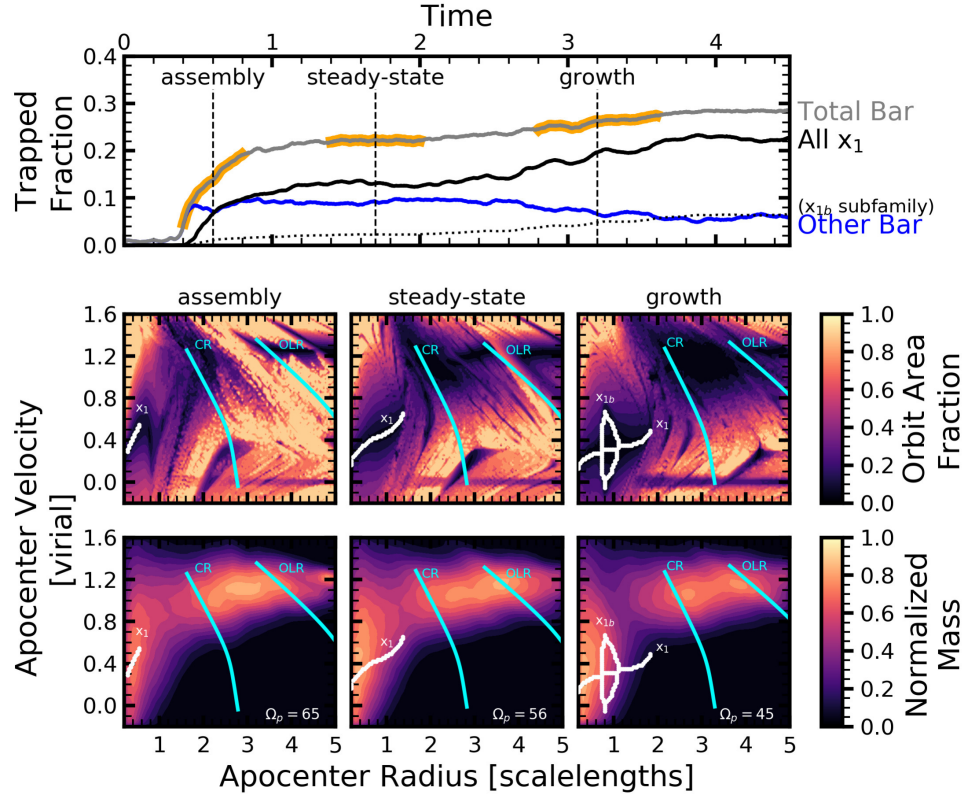 Time
0 1 2 3 4
0.4
0.3
0.2
0.1
0.0
Trapped
Fraction
assembly steady-state growth
Total Bar
All x1
(x1b subfamily)
Other Bar
assembly steady-state growth
1.6
1.2
0.8
0.4
0.0
CR OLR x1
CR OLR x1
CR OLR x1b x1
1.0
0.8
0.6
0.4
0.2
0.0
Orbit Area
Fraction
Apocenter Velocity
[virial]
1.6
1.2
0.8
0.4
0.0
CR OLR x1
Ωp = 65
CR OLR x1
Ωp = 56
CR OLR x1b x1
Ωp = 45
1.0
0.8
0.6
0.4
0.2
0.0
Normalized
Mass
1 2 3 4 5 1 2 3 4 5 1 2 3 4 5
Apocenter Radius [scalelengths]